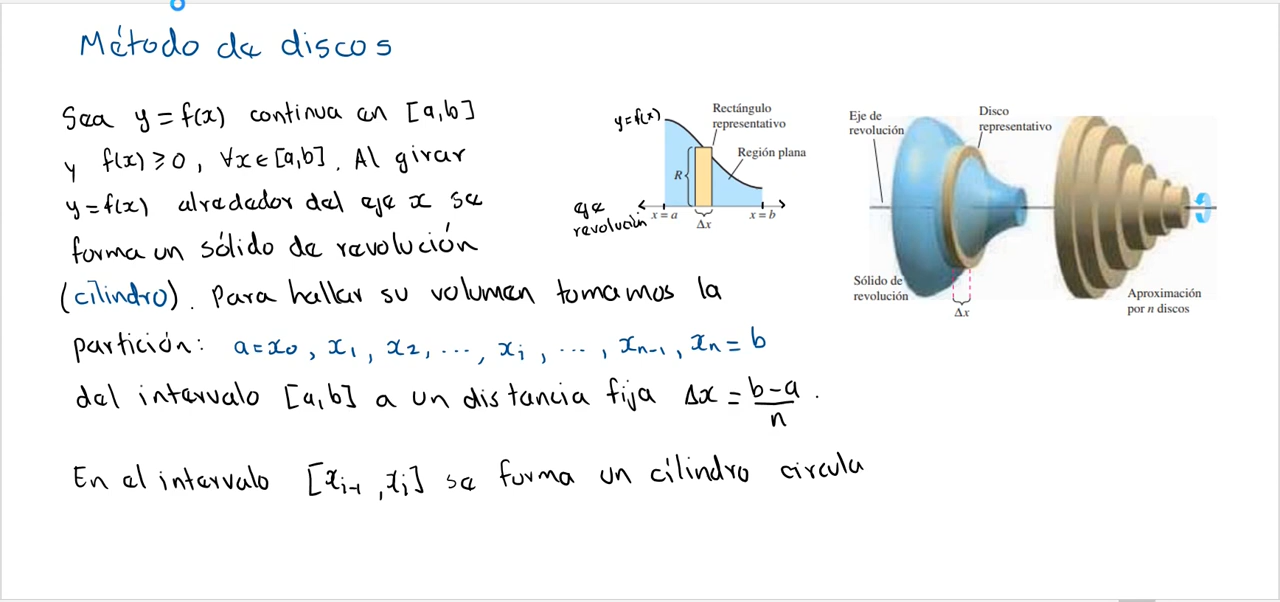 Método de discos
Sea y = f(x) continua en [a,b]
y f(x) ≥ 0, ∀x ∈ [a,b]. Al girar
y = f(x) alrededor del eje x se
forma un sólido de revolución
(cilindro). Para hallar su volumen tomamos la
partición: a = x₀, x₁, x₂, ..., xᵢ, ..., xₙ₋₁, xₙ = b
del intervalo [a,b] a un distancia fija Δx = (b-a)/n.
En el intervalo [xᵢ₋₁, xᵢ] se forma un cilindro circula
y = f(x)
Rectángulo
representativo
Región plana
R
eje
revolución
x = a
Δx
x = b
Eje de
revolución
Disco
representativo
Sólido de
revolución
Δx
Aproximación
por n discos